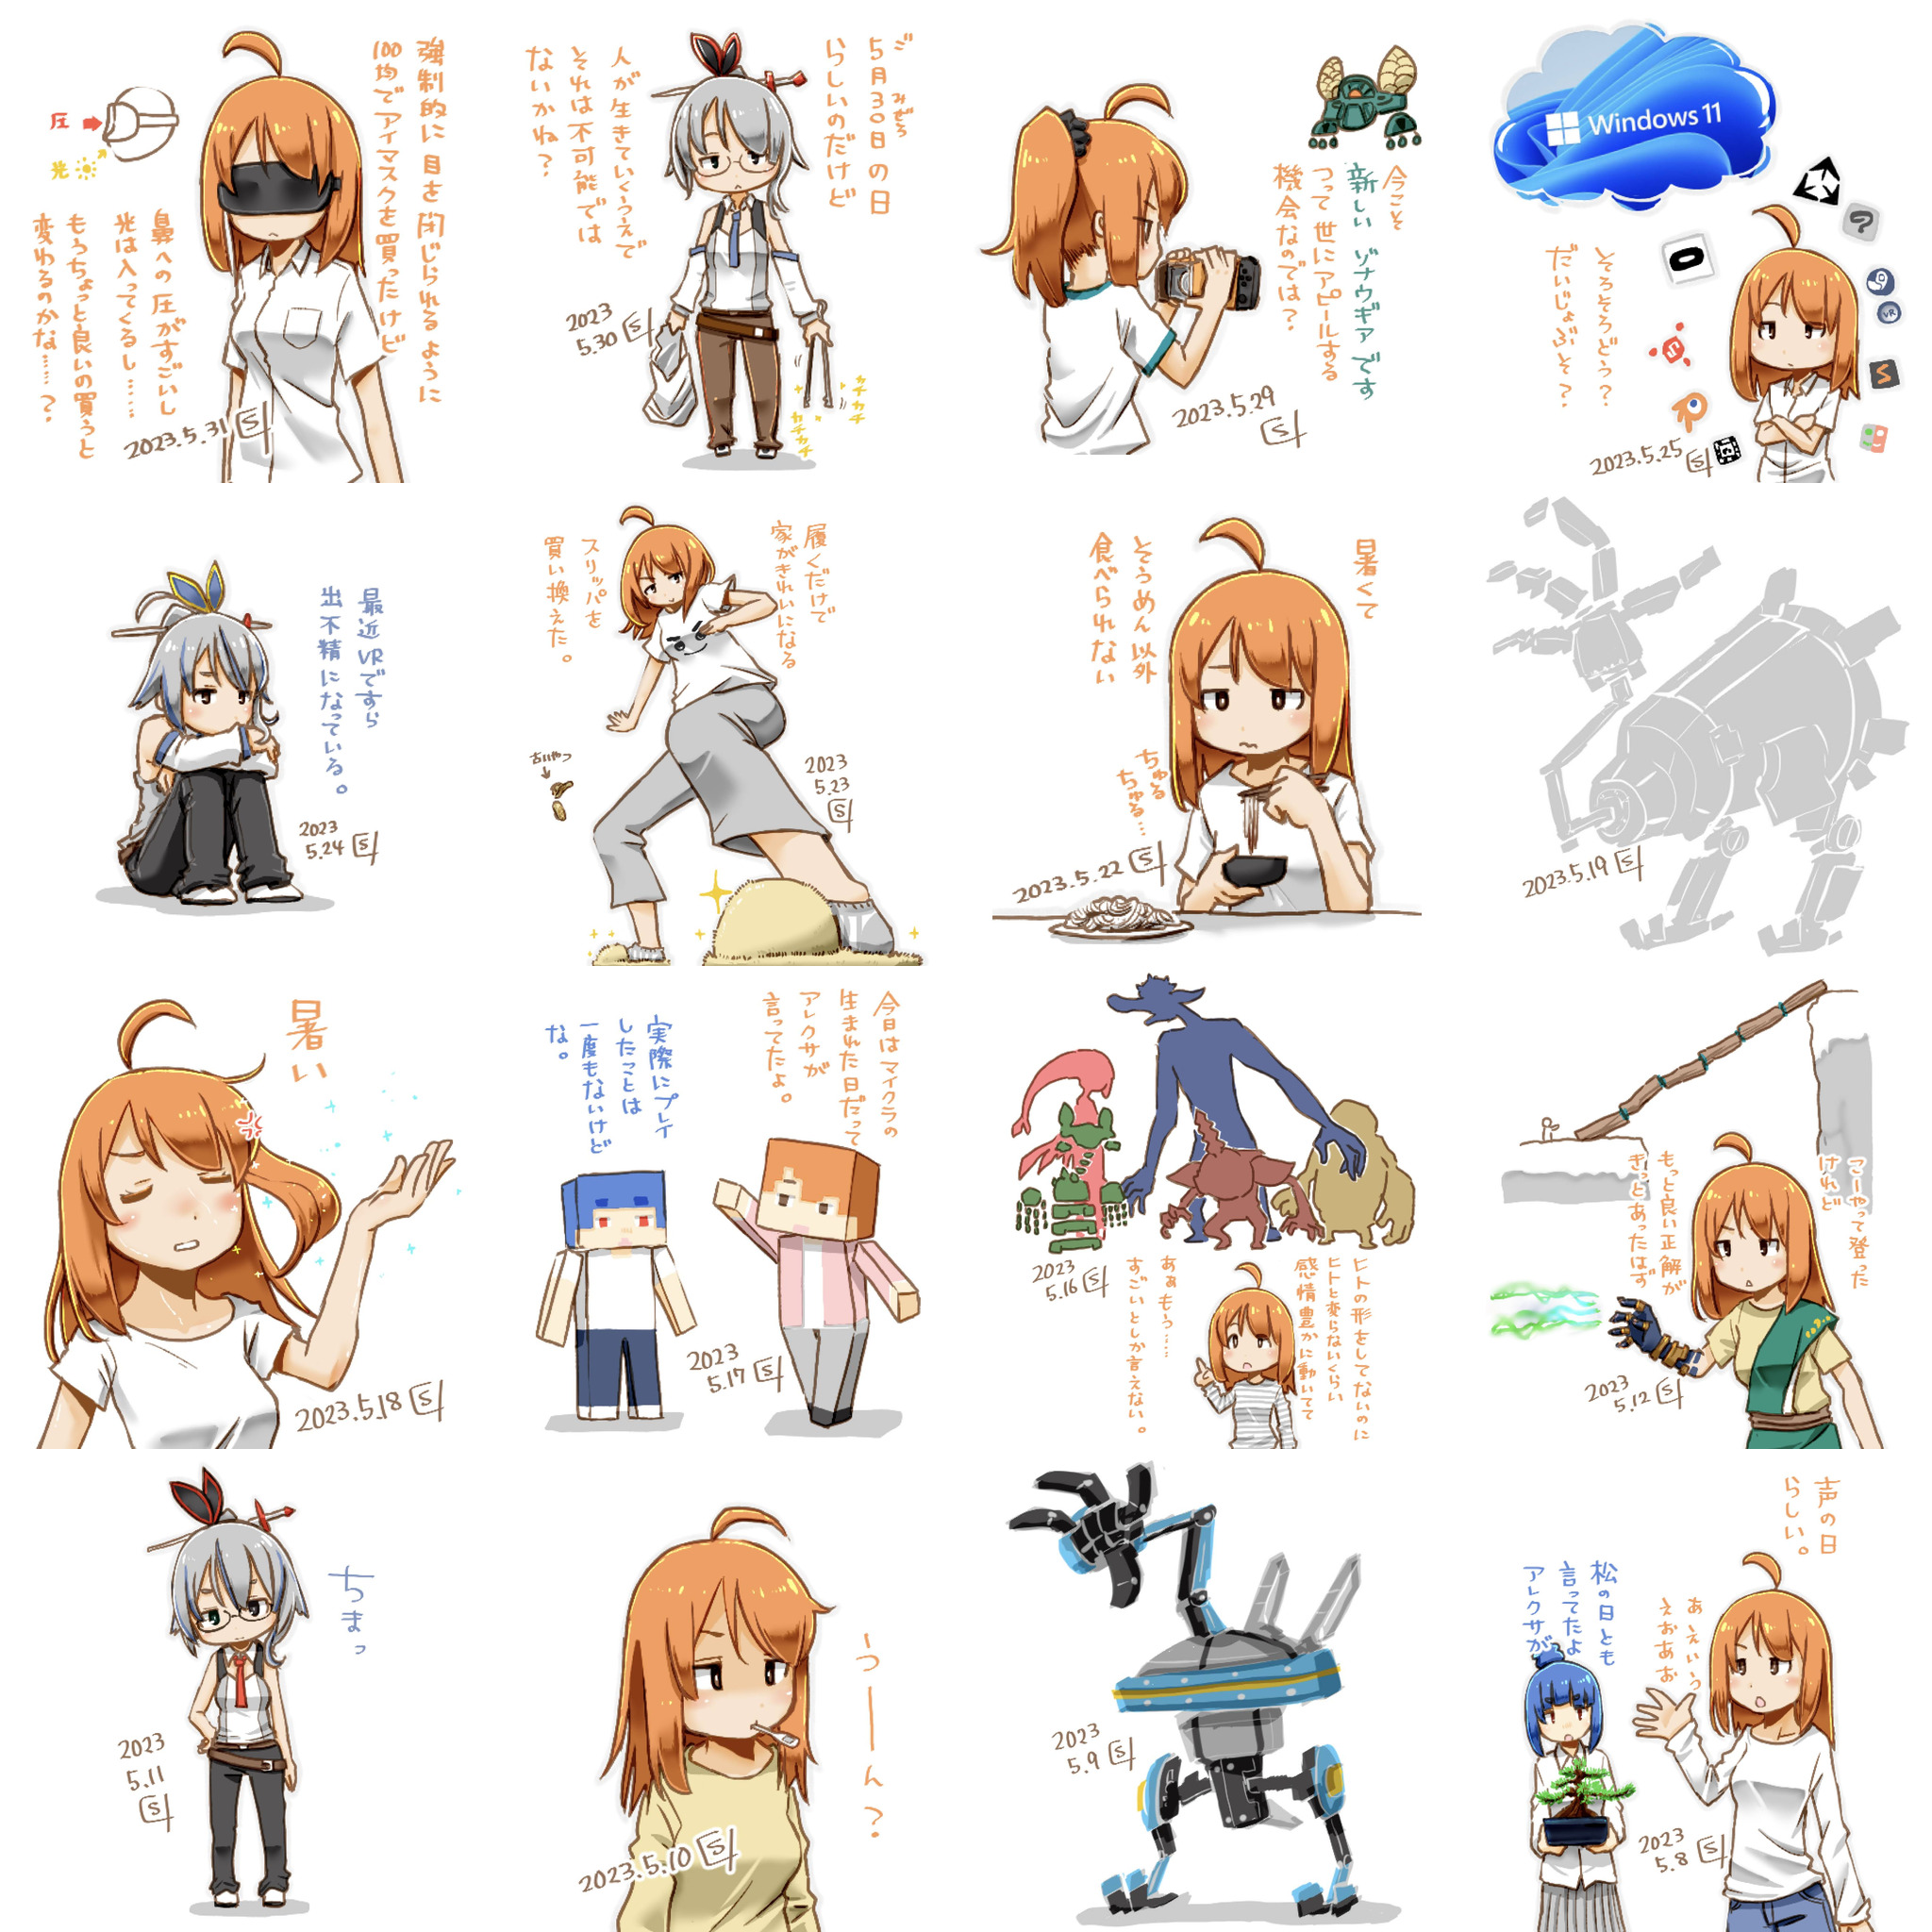 強制的に目を閉じられるように
100均でアイマスクを買ったけど
圧
光
鼻への圧がすごいし
光は入ってくるし……
もうちょっと良いの買うと
変わるのかな……?
2023.5.31
S
ご みぜろ
5月30日の日
らしいのだけど
人が生きていくうえで
それは不可能では
ないかね?
カチカチ
カチカチ
2023
5.30
S
今こそ
新しいゾナウギアです
つって世にアピールする
機会なのでは?
2023.5.29
S
Windows 11
?
VR
S
そろそろどう?
だいじょぶそ?
2023.5.25
S
最近VRですら
出不精になっている。
2023
5.24
S
履くだけで
家がきれいになる
スリッパを
買い換えた。
古いやつ
2023
5.23
S
暑くて
そうめん以外
食べられない
ちゅる
ちゅる…
2023.5.22
S
2023.5.19
S
暑い
2023.5.18
S
今日はマイクラの
生まれた日だって
アレクサが
言ってたよ。
実際にプレイ
したことは
一度もないけど
な。
2023
5.17
S
2023
5.16
S
ヒトの形をしてないのに
ヒトと変らないくらい
感情豊かに動いてて
あぁもう……
すごいとしか言えない。
こーやって登った
けれど
もっと良い正解が
きっとあったはず
2023
5.12
S
ちまっ
2023
5.11
S
うーーん?
2023.5.10
S
2023
5.9
S
声の日
らしい。
あーえいーう
えおあお
松の日とも
言ってたよ
アレクサが
2023
5.8
S